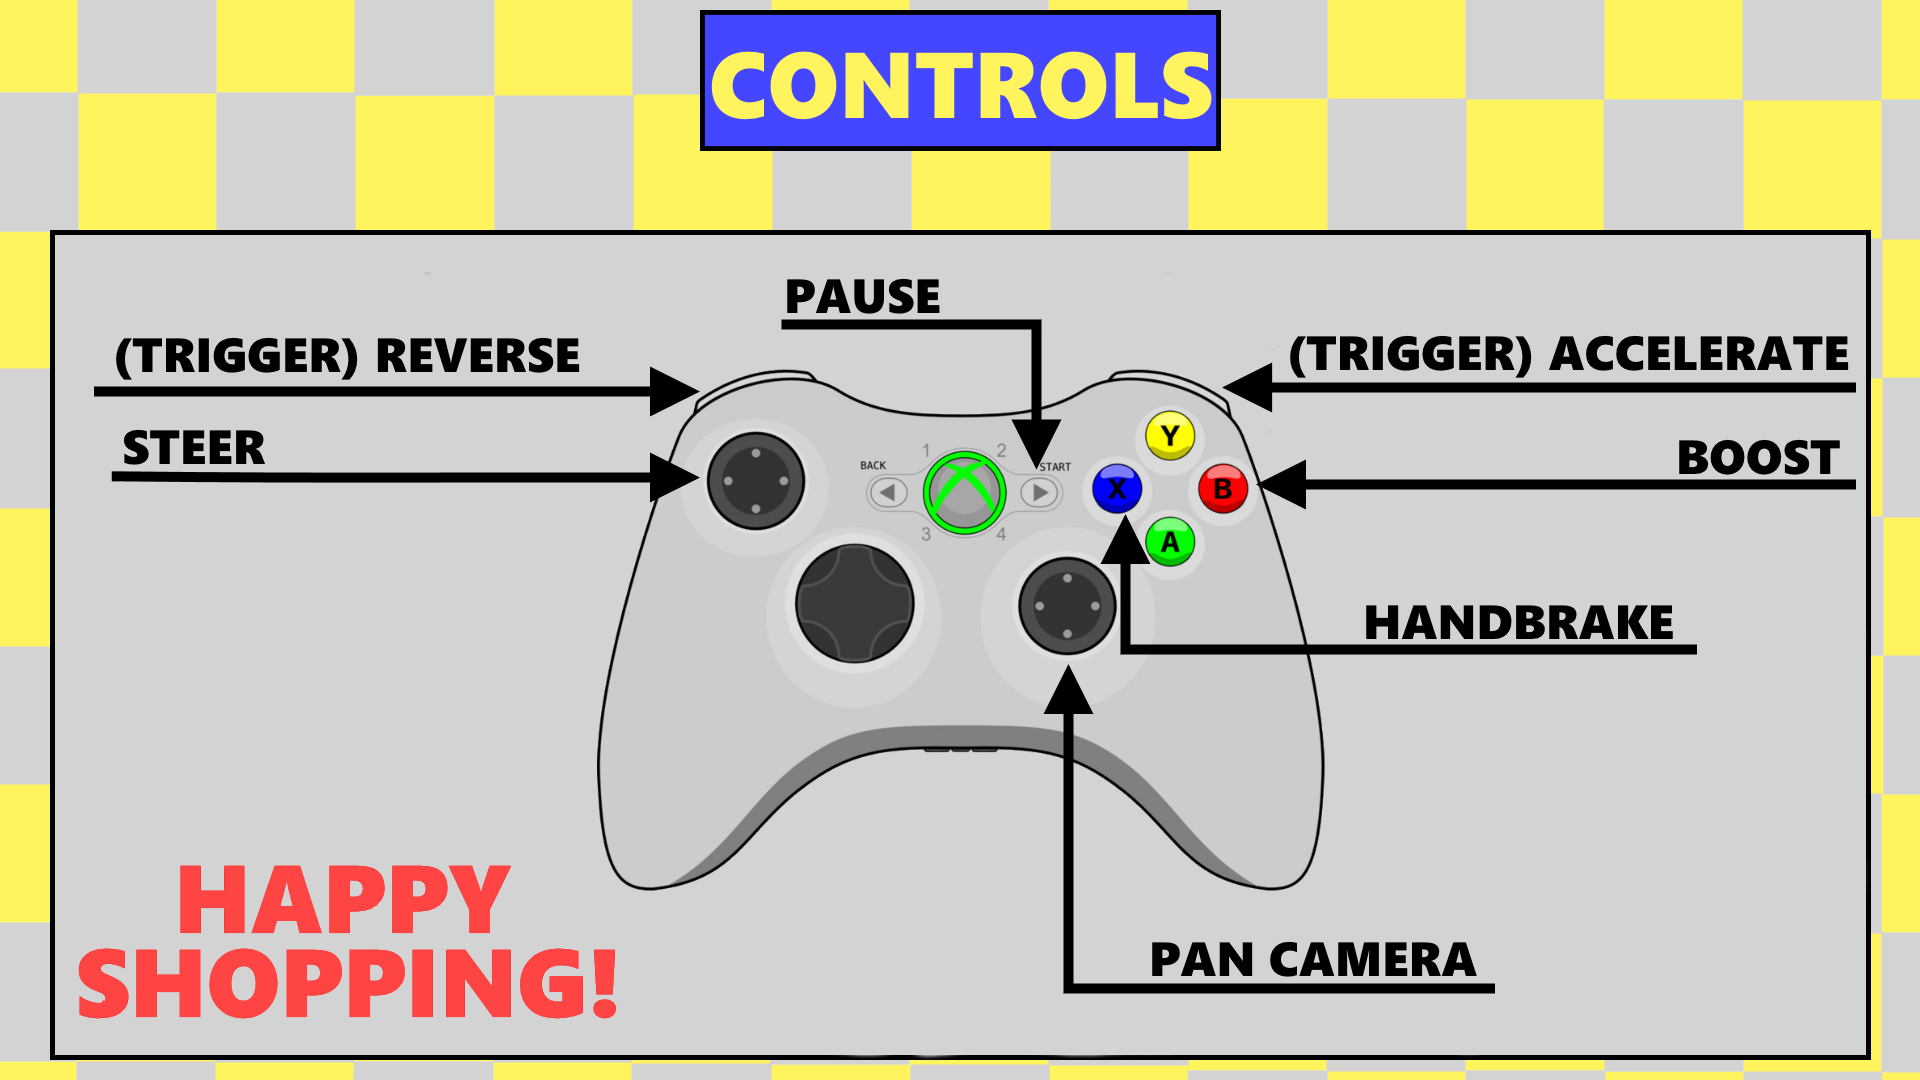 CONTROLS
PAUSE
(TRIGGER) REVERSE
(TRIGGER) ACCELERATE
STEER
BOOST
BACK
START
1
2
3
4
Y
X
B
A
HANDBRAKE
PAN CAMERA
HAPPY
SHOPPING!